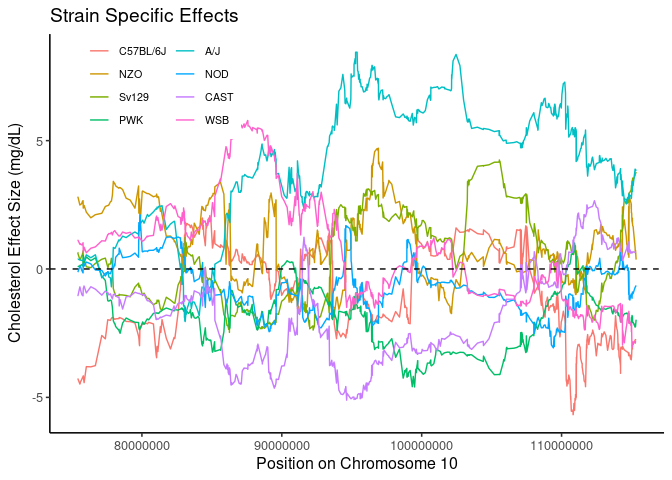 Strain Specific Effects
C57BL/6J A/J
NZO NOD
Sv129 CAST
PWK WSB
Cholesterol Effect Size (mg/dL)
5
0
-5
80000000 90000000 100000000 110000000
Position on Chromosome 10